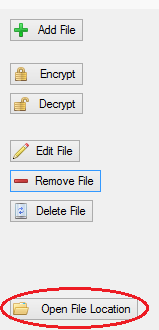 Add File
Encrypt
Decrypt
Edit File
Remove File
Delete File
Open File Location